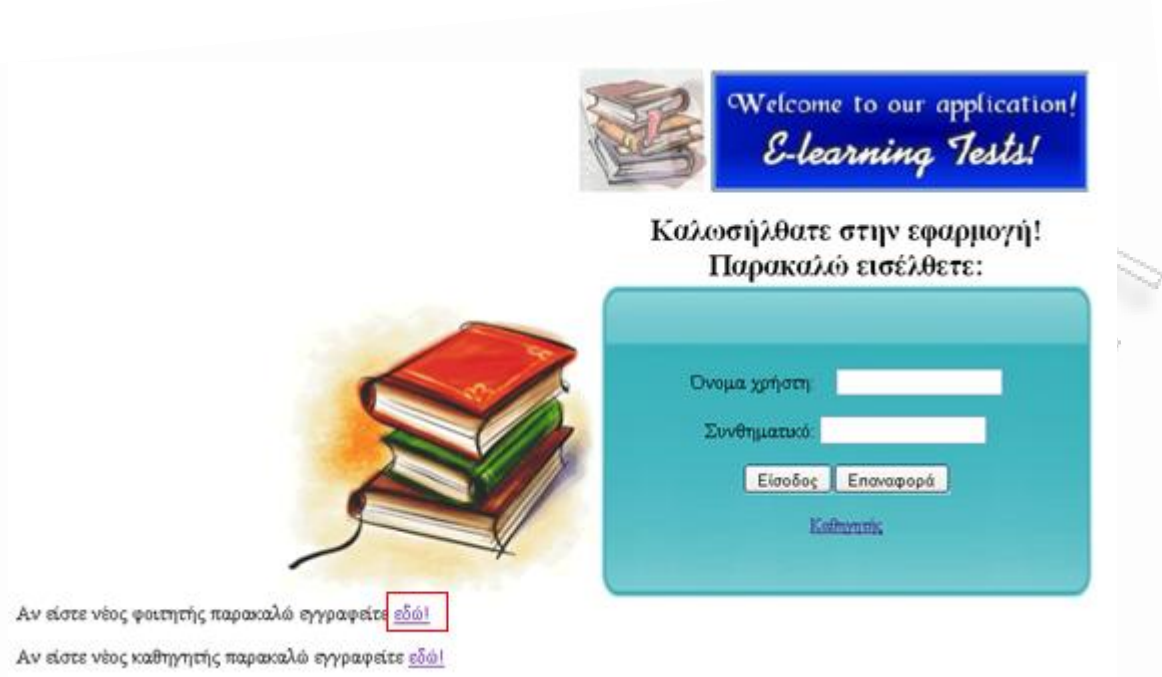 Welcome to our application!
E-learning Tests!
Καλωσήλθατε στην εφαρμογή!
Παρακαλώ εισέλθετε:
Όνομα χρήστη:
Συνθηματικό:
Είσοδος Επαναφορά
Καθηγητής
Αν είστε νέος φοιτητής παρακαλώ εγγραφείτε εδώ!
Αν είστε νέος καθηγητής παρακαλώ εγγραφείτε εδώ!